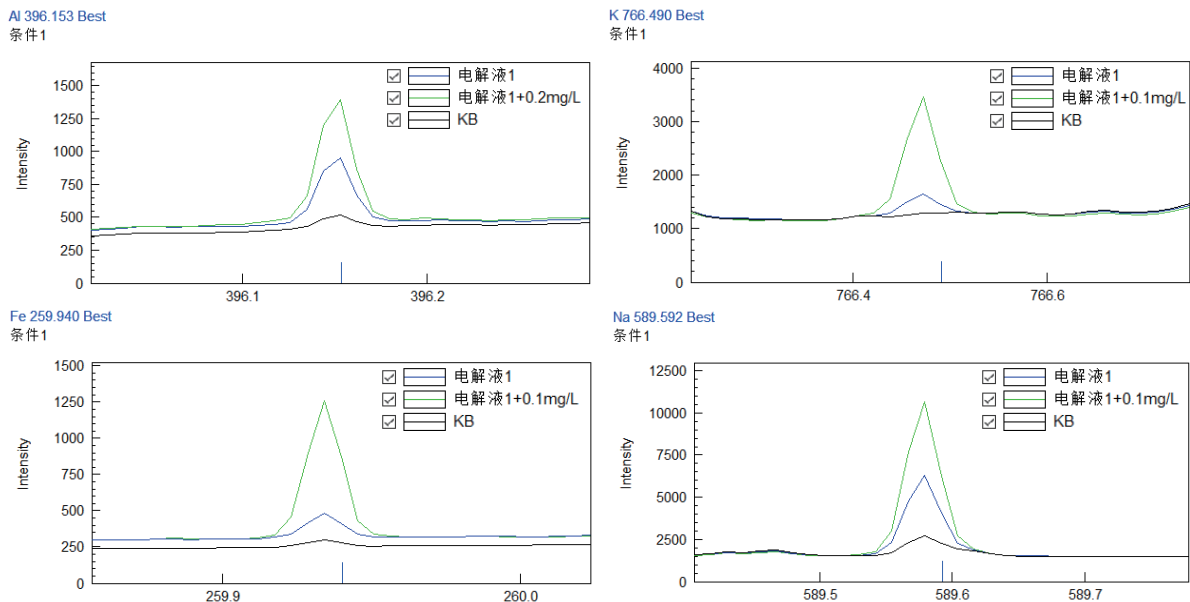 Al 396.153 Best
条件1
Intensity
1500
1250
1000
750
500
250
0
396.1
396.2
电解液1
电解液1+0.2mg/L
KB
K 766.490 Best
条件1
Intensity
4000
3000
2000
1000
0
766.4
766.6
电解液1
电解液1+0.1mg/L
KB
Fe 259.940 Best
条件1
Intensity
1500
1250
1000
750
500
250
0
259.9
260.0
电解液1
电解液1+0.1mg/L
KB
Na 589.592 Best
条件1
Intensity
12500
10000
7500
5000
2500
0
589.5
589.6
589.7
电解液1
电解液1+0.1mg/L
KB